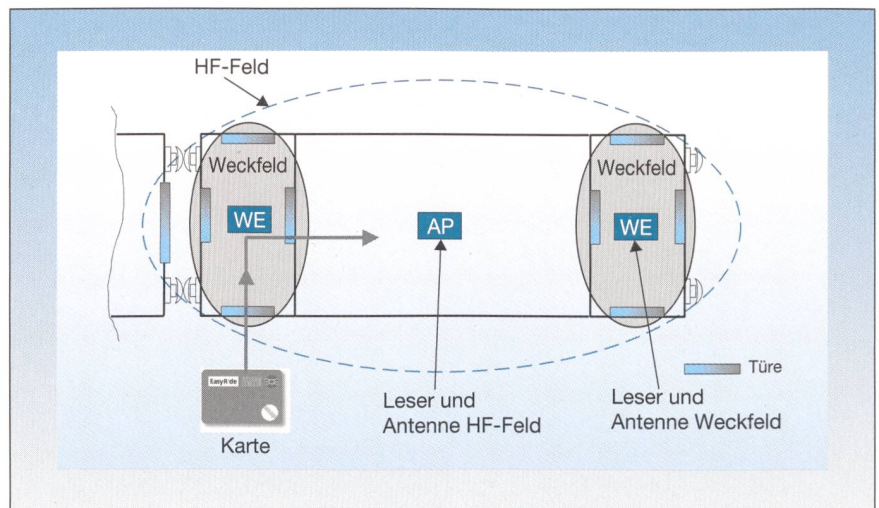 HF-Feld
Weckfeld
Weckfeld
WE
AP
WE
EasyRide
Türe
Karte
Leser und
Antenne HF-Feld
Leser und
Antenne Weckfeld